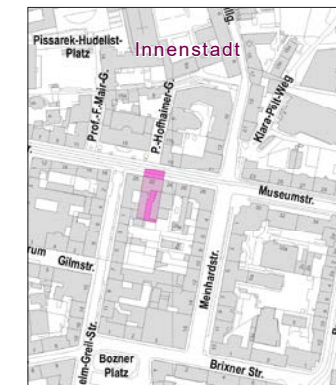 Pissarek-Hudelist-
Platz
Innenstadt
Prof.-F.Mair-G.
P.-Hofhaimer-G.
Klara-Pölt-Weg
Museumstr.
Gilmstr.
Meinhardstr.
elm-Greil-Str.
Bozner
Platz
Brixner Str.